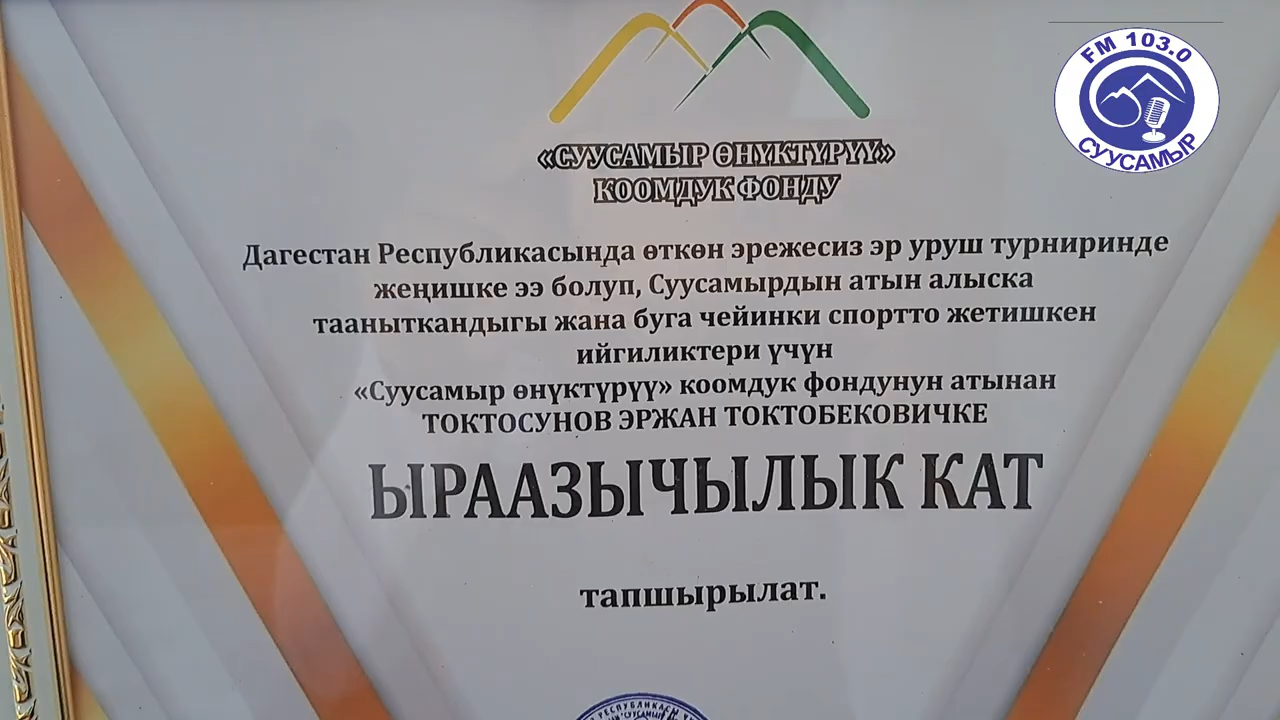 FM 103.0
СУУСАМЫР
«СУУСАМЫР ӨНҮКТҮРҮҮ»
КООМДУК ФОНДУ
Дагестан Республикасында өткөн эрежесиз эр уруш турниринде
жеңишке ээ болуп, Суусамырдын атын алыска
тааныткандыгы жана буга чейинки спортто жетишкен
ийгиликтери үчүн
«Суусамыр өнүктүрүү» коомдук фондунун атынан
ТОКТОСУНОВ ЭРЖАН ТОКТОБЕКОВИЧКЕ
ЫРААЗЫЧЫЛЫК КАТ
тапшырылат.
РЕСПУБЛИКАСЫ